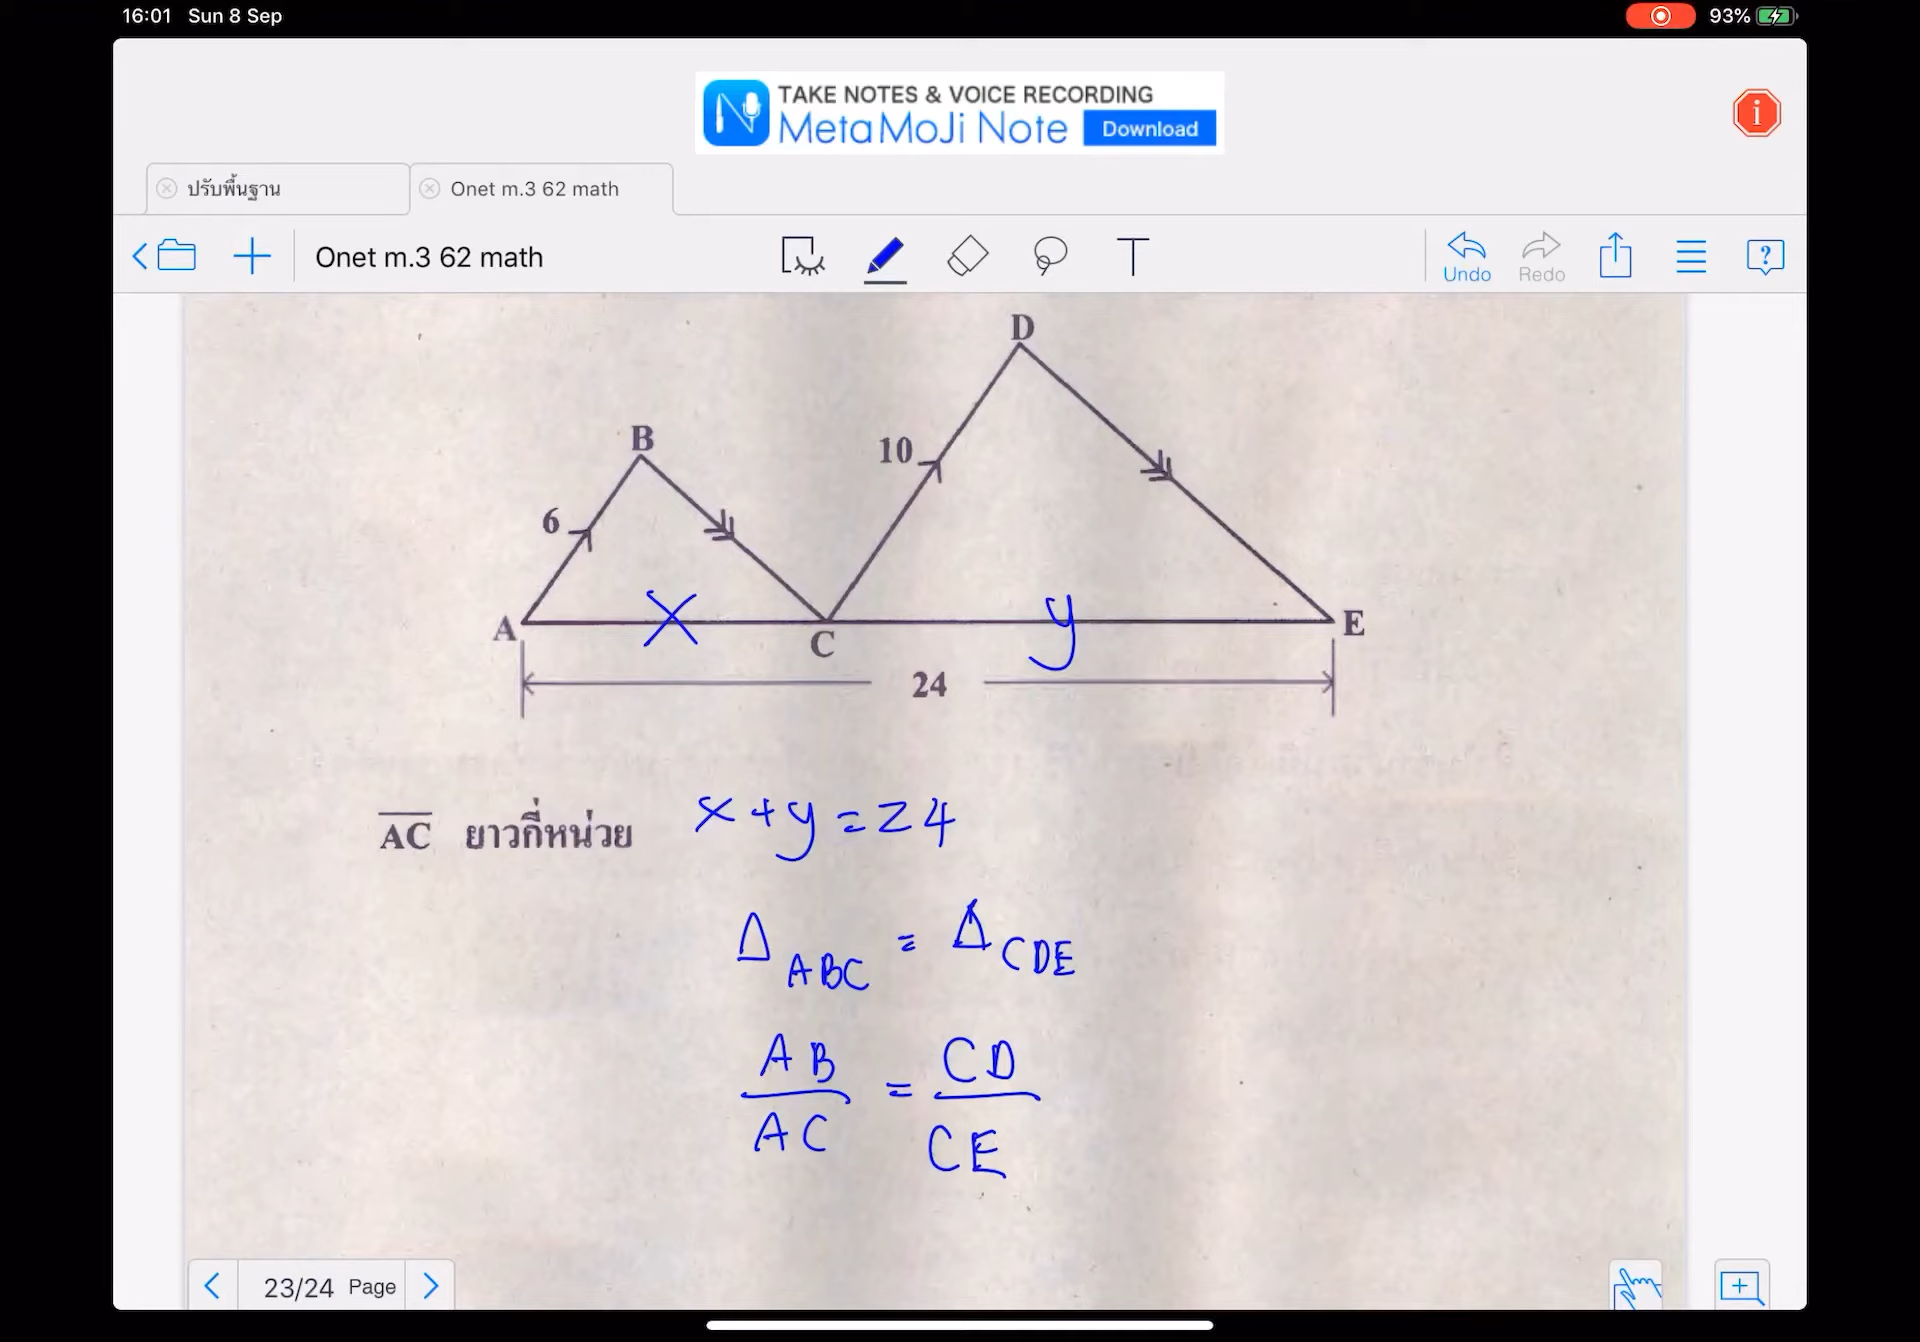 16:01 Sun 8 Sep
93%
TAKE NOTES & VOICE RECORDING
MetaMoJi Note Download
ปรับพื้นฐาน
Onet m.3 62 math
Onet m.3 62 math
T
Undo
Redo
?
i
D
B
10
6
x
y
A
C
E
24
AC ยาวกี่หน่วย
x+y=24
Δ ABC = Δ CDE
AB = CD
AC CE
23/24 Page